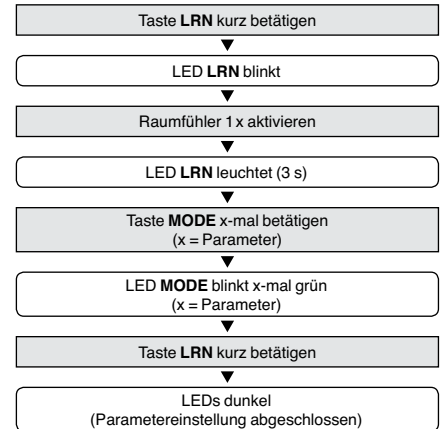 Taste LRN kurz betätigen
LED LRN blinkt
Raumfühler 1 x aktivieren
LED LRN leuchtet (3 s)
Taste MODE x-mal betätigen
(x = Parameter)
LED MODE blinkt x-mal grün
(x = Parameter)
Taste LRN kurz betätigen
LEDs dunkel
(Parametereinstellung abgeschlossen)